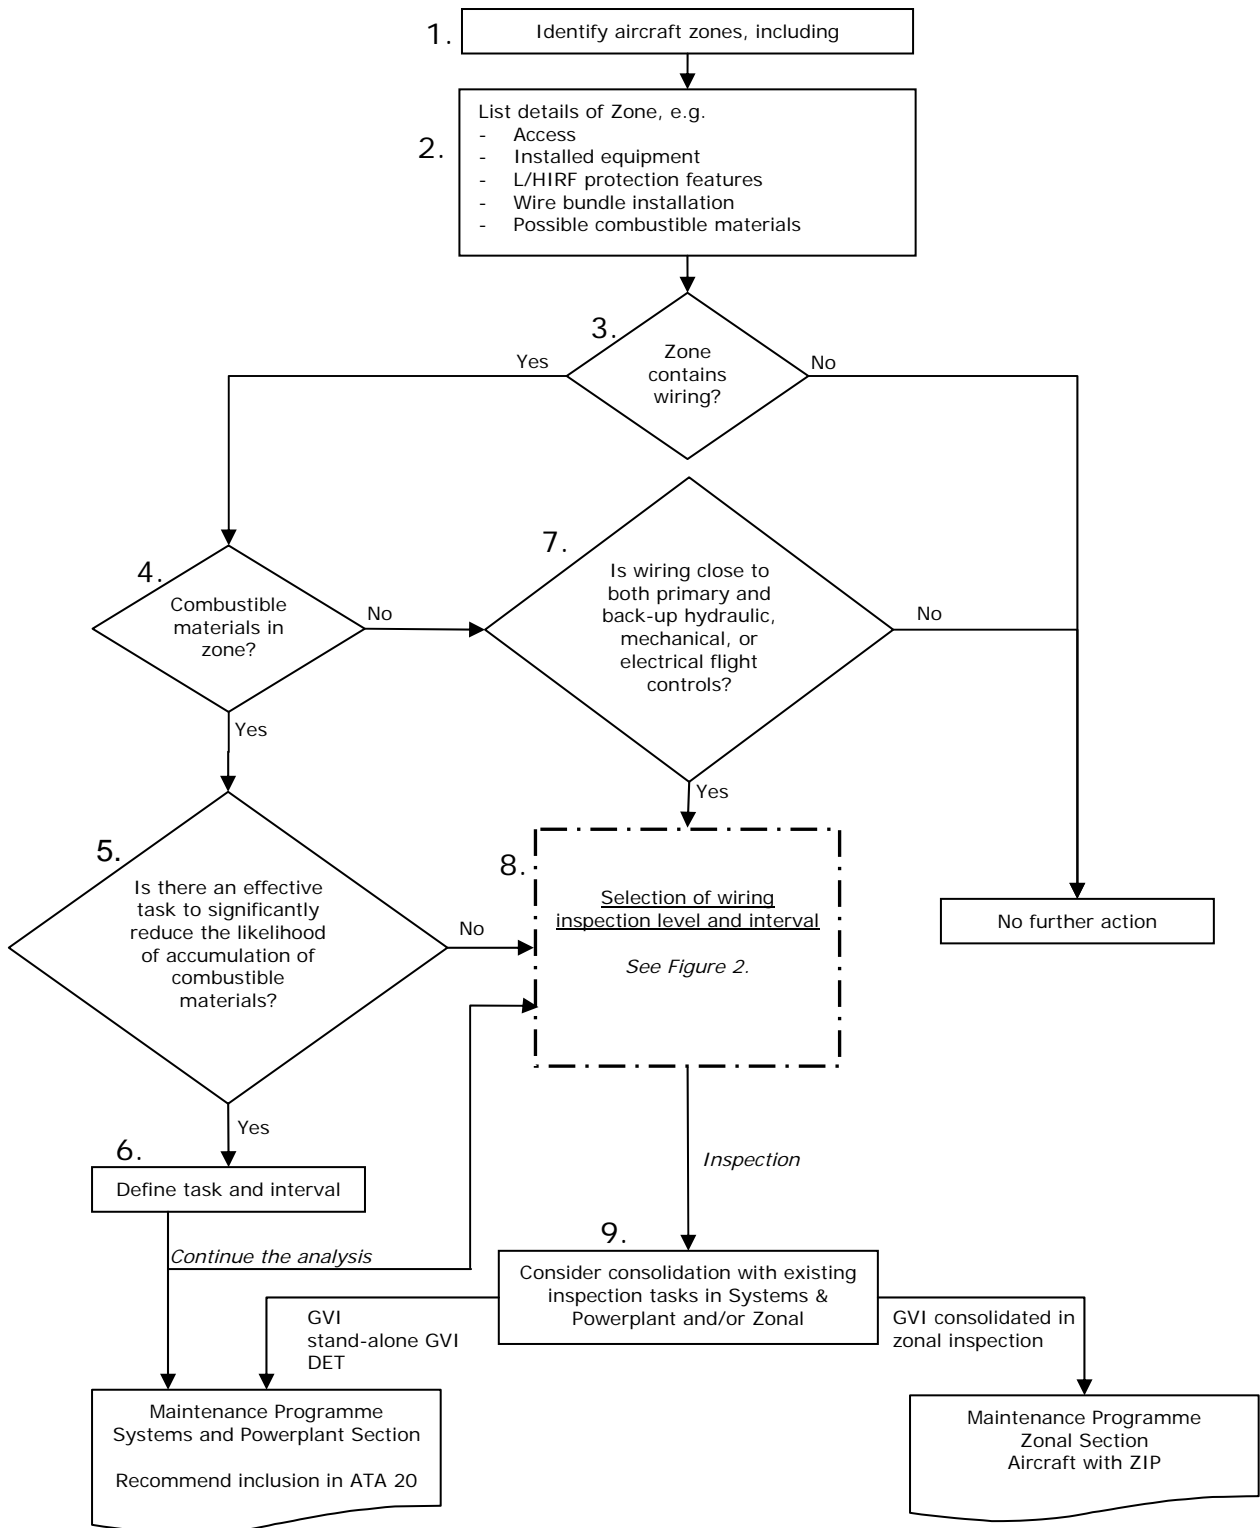 1.
Identify aircraft zones, including
2.
List details of Zone, e.g.
- Access
- Installed equipment
- L/HIRF protection features
- Wire bundle installation
- Possible combustible materials
3.
Zone
contains
wiring?
Yes
No
4.
Combustible
materials in
zone?
No
Yes
7.
Is wiring close to
both primary and
back-up hydraulic,
mechanical, or
electrical flight
controls?
No
Yes
5.
Is there an effective
task to significantly
reduce the likelihood
of accumulation of
combustible
materials?
No
Yes
8.
Selection of wiring
inspection level and interval
See Figure 2.
No further action
6.
Define task and interval
Continue the analysis
Inspection
9.
Consider consolidation with existing
inspection tasks in Systems &
Powerplant and/or Zonal
GVI
stand-alone GVI
DET
GVI consolidated in
zonal inspection
Maintenance Programme
Systems and Powerplant Section
Recommend inclusion in ATA 20
Maintenance Programme
Zonal Section
Aircraft with ZIP